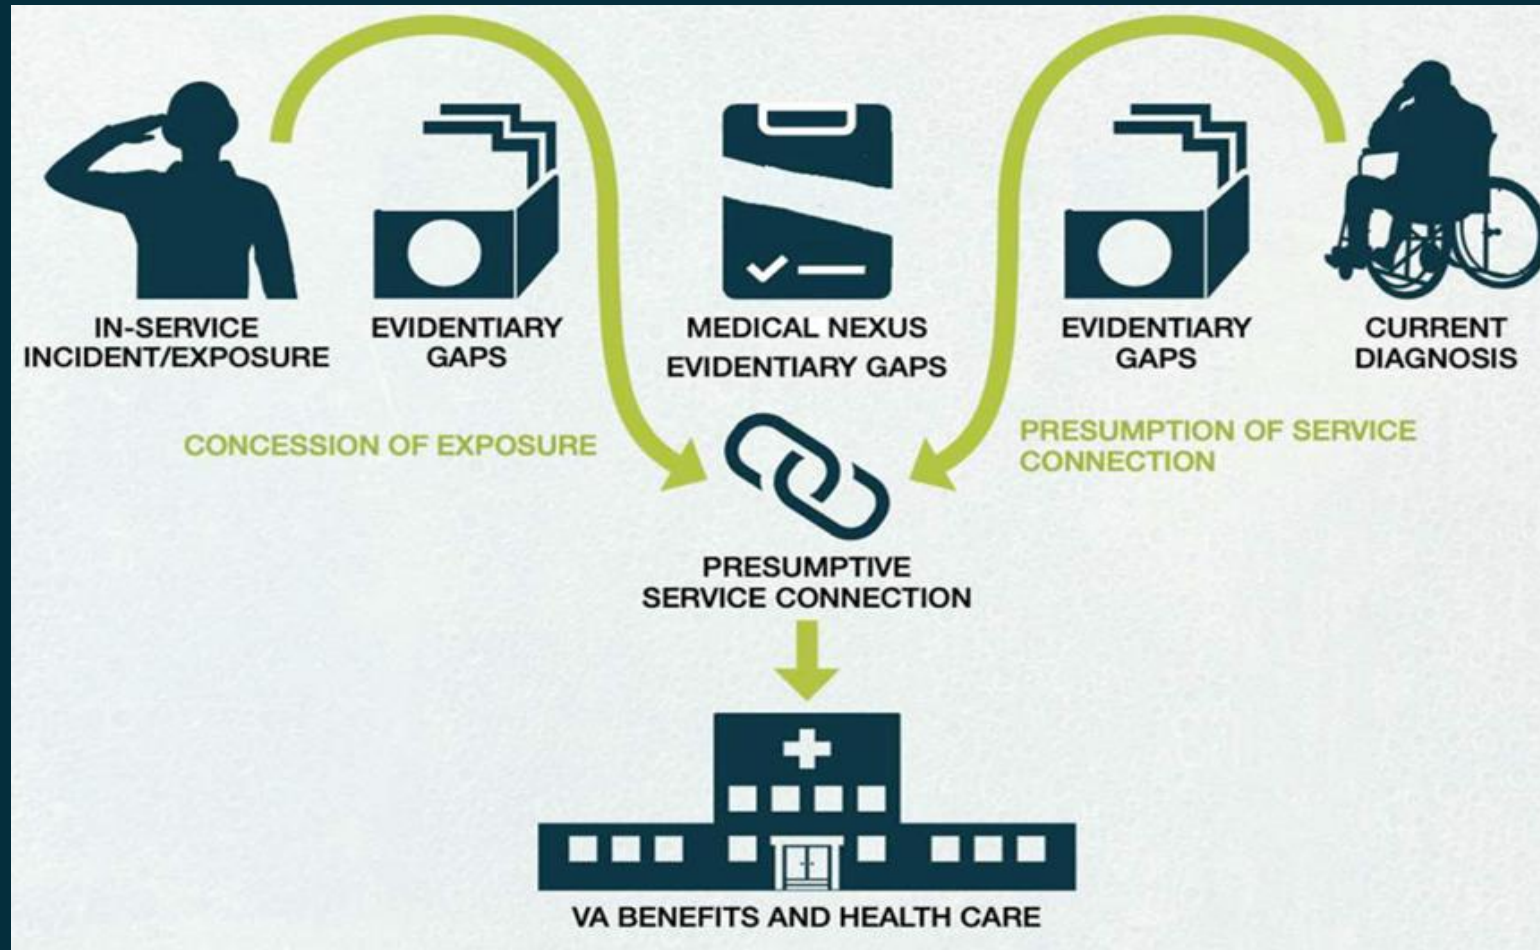 IN-SERVICE
INCIDENT/EXPOSURE
EVIDENTIARY
GAPS
MEDICAL NEXUS
EVIDENTIARY GAPS
EVIDENTIARY
GAPS
CURRENT
DIAGNOSIS
CONCESSION OF EXPOSURE
PRESUMPTION OF SERVICE
CONNECTION
PRESUMPTIVE
SERVICE CONNECTION
VA BENEFITS AND HEALTH CARE